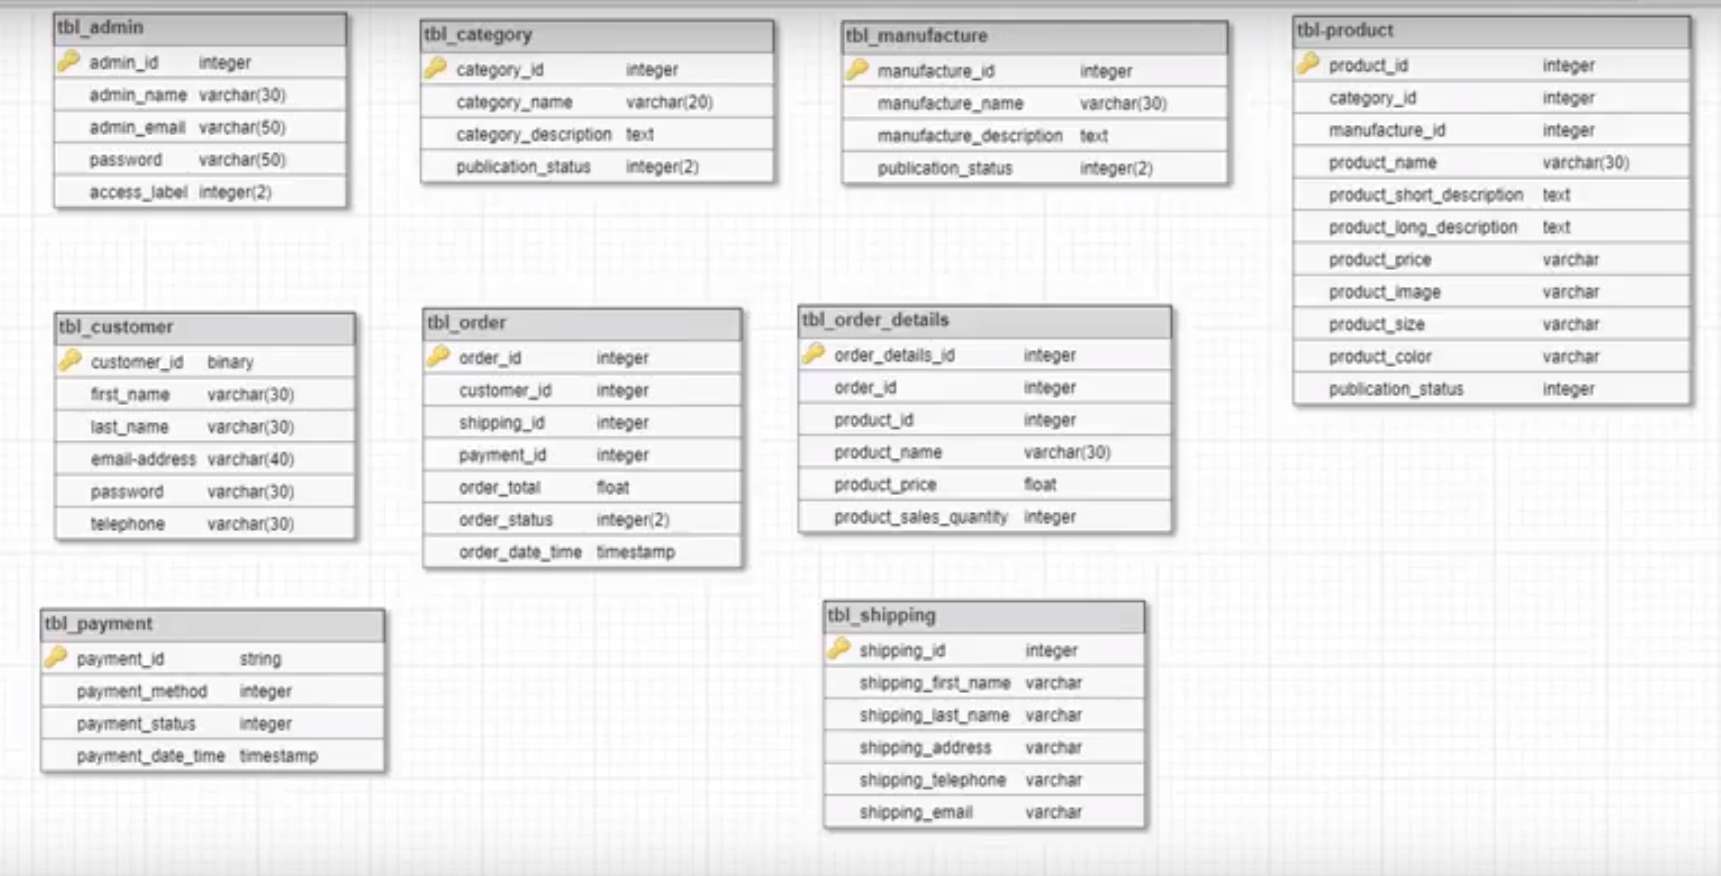 tbl_admin
admin_id integer
admin_name varchar(30)
admin_email varchar(50)
password varchar(50)
access_label integer(2)
tbl_category
category_id integer
category_name varchar(20)
category_description text
publication_status integer(2)
tbl_manufacture
manufacture_id integer
manufacture_name varchar(30)
manufacture_description text
publication_status integer(2)
tbl-product
product_id integer
category_id integer
manufacture_id integer
product_name varchar(30)
product_short_description text
product_long_description text
product_price varchar
product_image varchar
product_size varchar
product_color varchar
publication_status integer
tbl_customer
customer_id binary
first_name varchar(30)
last_name varchar(30)
email-address varchar(40)
password varchar(30)
telephone varchar(30)
tbl_order
order_id integer
customer_id integer
shipping_id integer
payment_id integer
order_total float
order_status integer(2)
order_date_time timestamp
tbl_order_details
order_details_id integer
order_id integer
product_id integer
product_name varchar(30)
product_price float
product_sales_quantity integer
tbl_payment
payment_id string
payment_method integer
payment_status integer
payment_date_time timestamp
tbl_shipping
shipping_id integer
shipping_first_name varchar
shipping_last_name varchar
shipping_address varchar
shipping_telephone varchar
shipping_email varchar